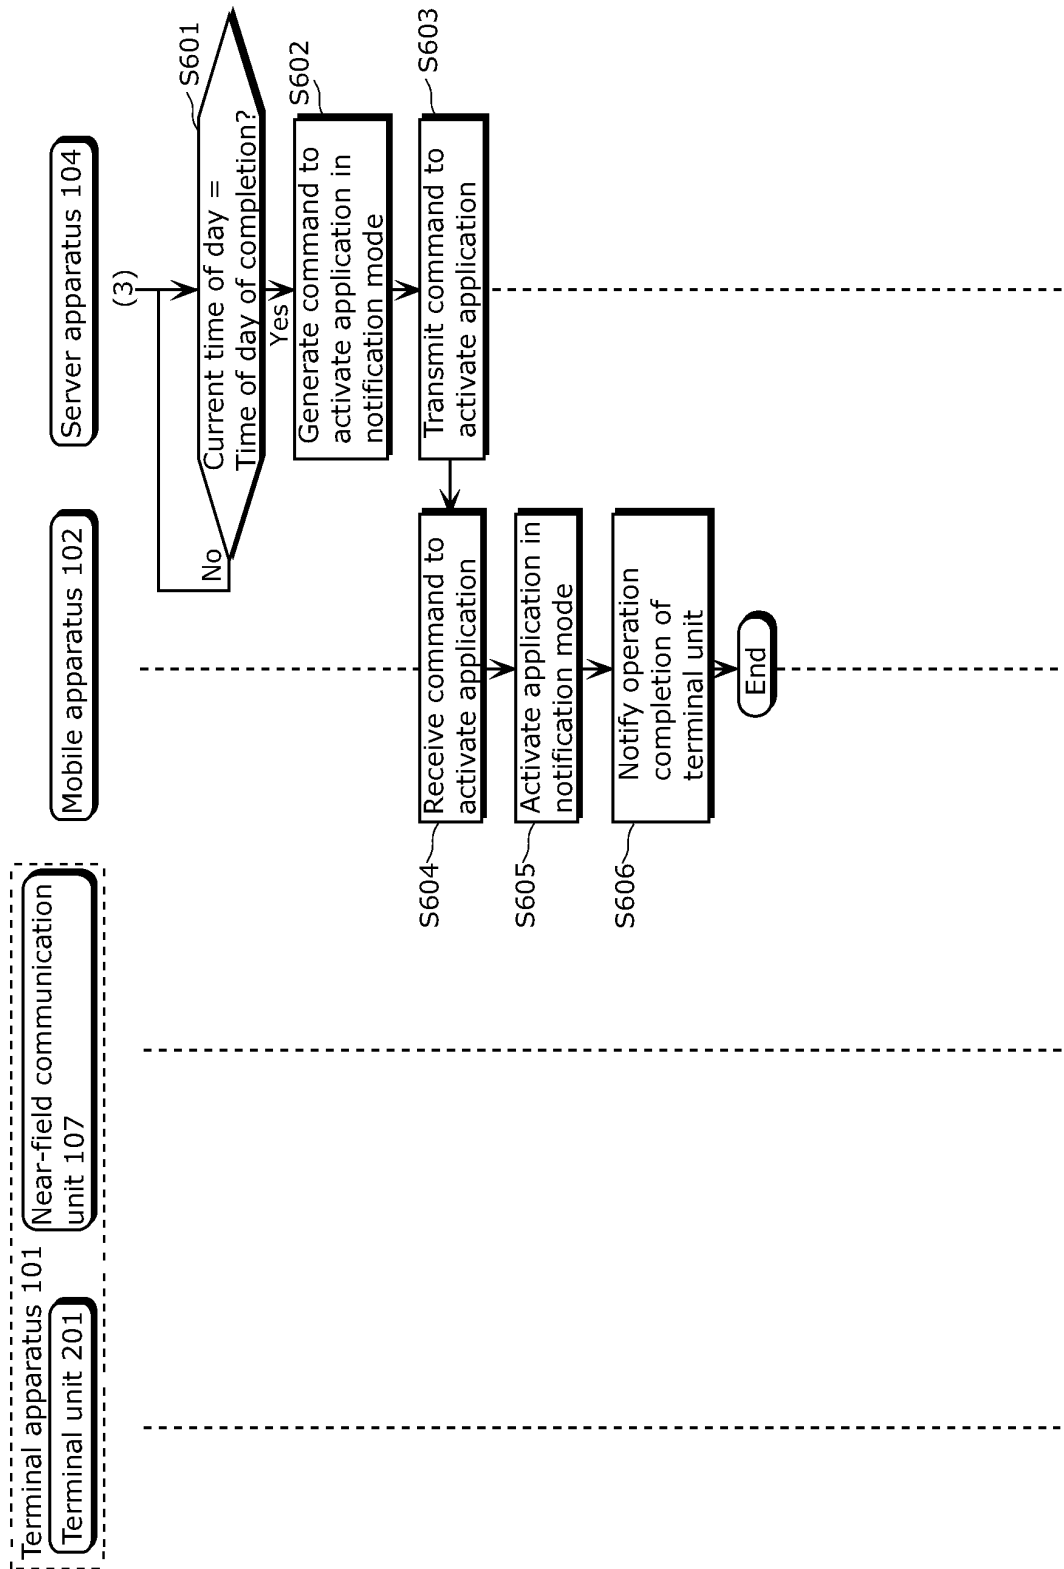 Terminal apparatus 101
Terminal unit 201
Near-field communication
unit 107
Mobile apparatus 102
Server apparatus 104
(3)
S601
Current time of day =
Time of day of completion?
No
Yes
S602
Generate command to
activate application in
notification mode
S603
Transmit command to
activate application
S604
Receive command to
activate application
S605
Activate application in
notification mode
S606
Notify operation
completion of
terminal unit
End